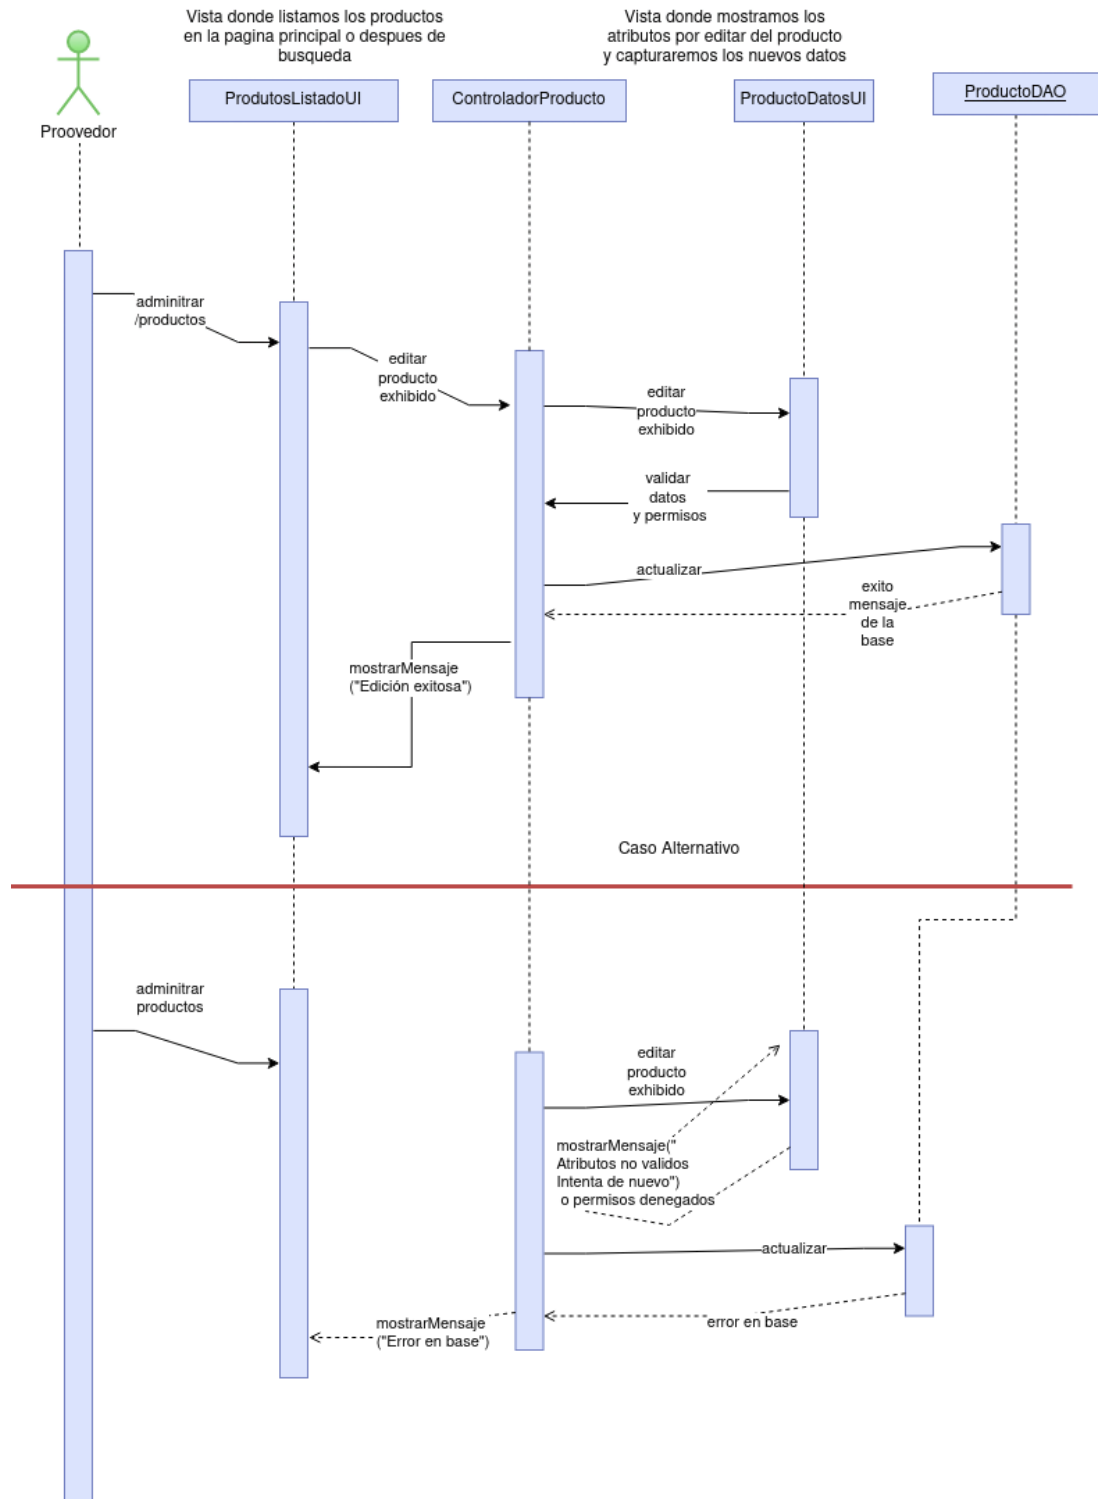 Vista donde listamos los productos
en la pagina principal o despues de
busqueda
Vista donde mostramos los
atributos por editar del producto
y capturaremos los nuevos datos
Proovedor
ProdutosListadoUI
ControladorProducto
ProductoDatosUI
ProductoDAO
adminitrar
/productos
editar
producto
exhibido
editar
producto
exhibido
validar
datos
y permisos
actualizar
exito
mensaje
de la
base
mostrarMensaje
("Edición exitosa")
Caso Alternativo
adminitrar
productos
editar
producto
exhibido
mostrarMensaje("
Atributos no validos
Intenta de nuevo")
o permisos denegados
actualizar
error en base
mostrarMensaje
("Error en base")